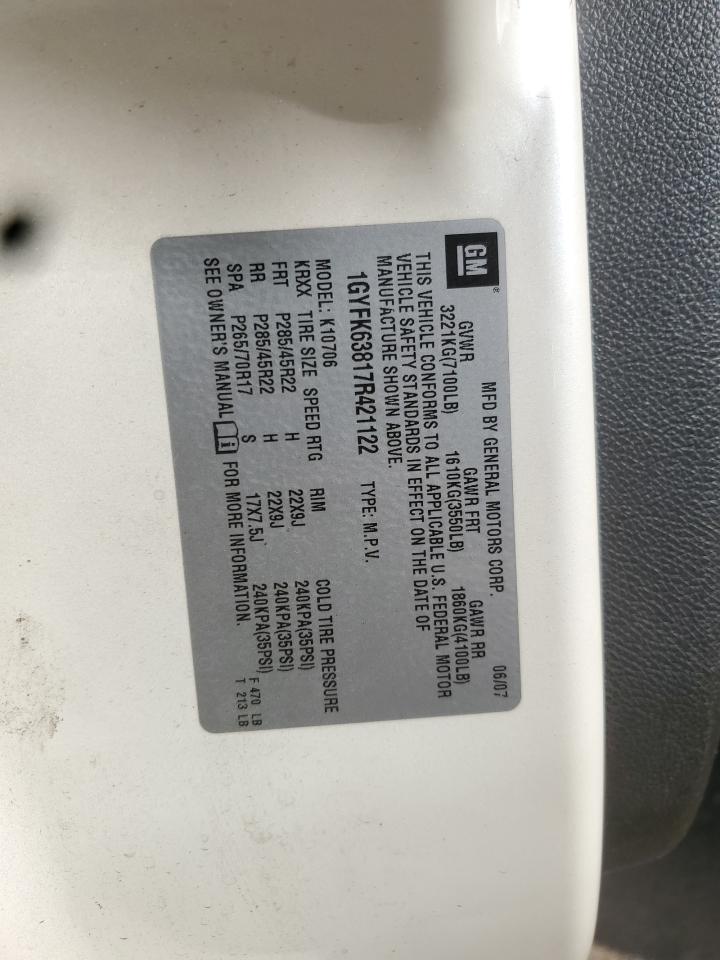 GM ®
MFD BY GENERAL MOTORS CORP. 06/07
GVWR GAWR FRT GAWR RR
3221KG(7100LB) 1610KG(3550LB) 1860KG(4100LB)
THIS VEHICLE CONFORMS TO ALL APPLICABLE U.S. FEDERAL MOTOR
VEHICLE SAFETY STANDARDS IN EFFECT ON THE DATE OF
MANUFACTURE SHOWN ABOVE.
1GYFK63817R421122 TYPE: M.P.V.
MODEL: K10706
KRXX TIRE SIZE SPEED RTG RIM COLD TIRE PRESSURE
FRT P285/45R22 H 22X9J 240KPA(35PSI)
RR P285/45R22 H 22X9J 240KPA(35PSI)
SPA P265/70R17 S 17X7.5J 240KPA(35PSI)
SEE OWNER'S MANUAL i FOR MORE INFORMATION.
F 470 LB
T 213 LB